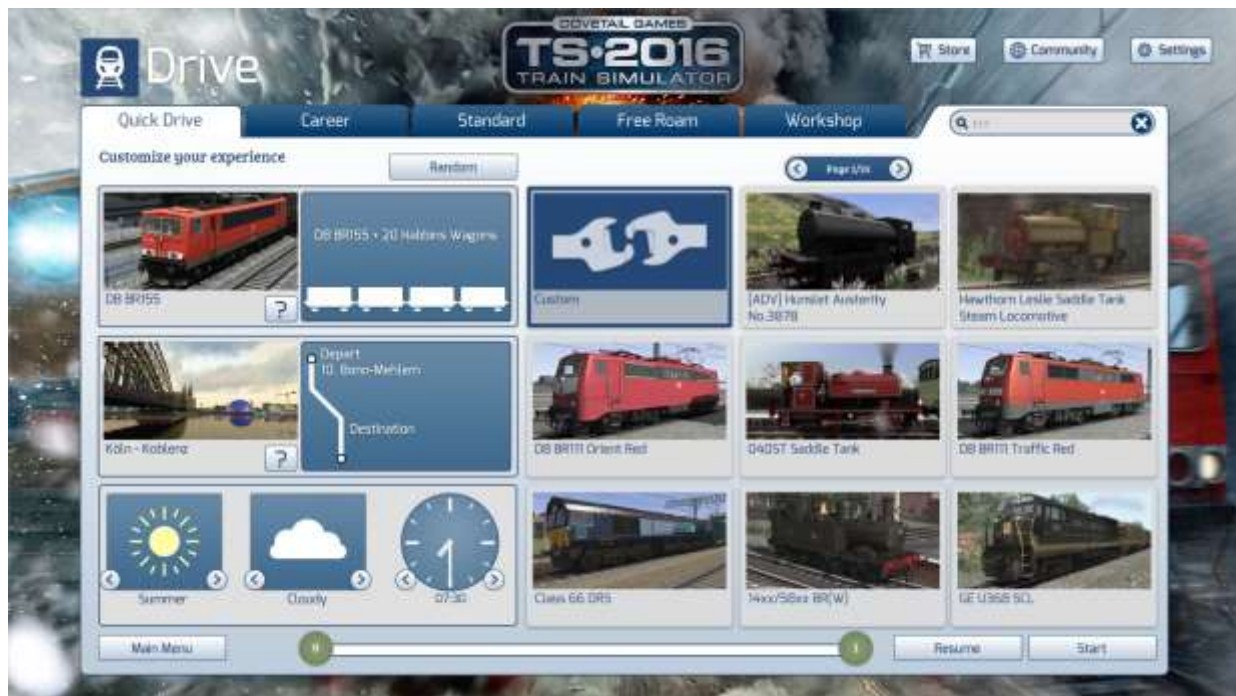 DOVETAIL GAMES
TS•2016
TRAIN SIMULATOR
Drive
Store
Community
Settings
Quick Drive
Career
Standard
Free Roam
Workshop
Customize your experience
Random
DB BR155
?
DB BR155 + 20 Habbins Wagons
Custom
[ADV] Hunslet Austerity
No.3878
Hawthorn Leslie Saddle Tank
Steam Locomotive
Köln - Koblenz
?
Depart
10. Bonn-Mehlem
Destination
DB BR111 Orient Red
040ST Saddle Tank
DB BR111 Traffic Red
Summer
Cloudy
07:30
Class 66 DRS
14xx/58xx BR(W)
GE U36B SCL
Main Menu
Resume
Start